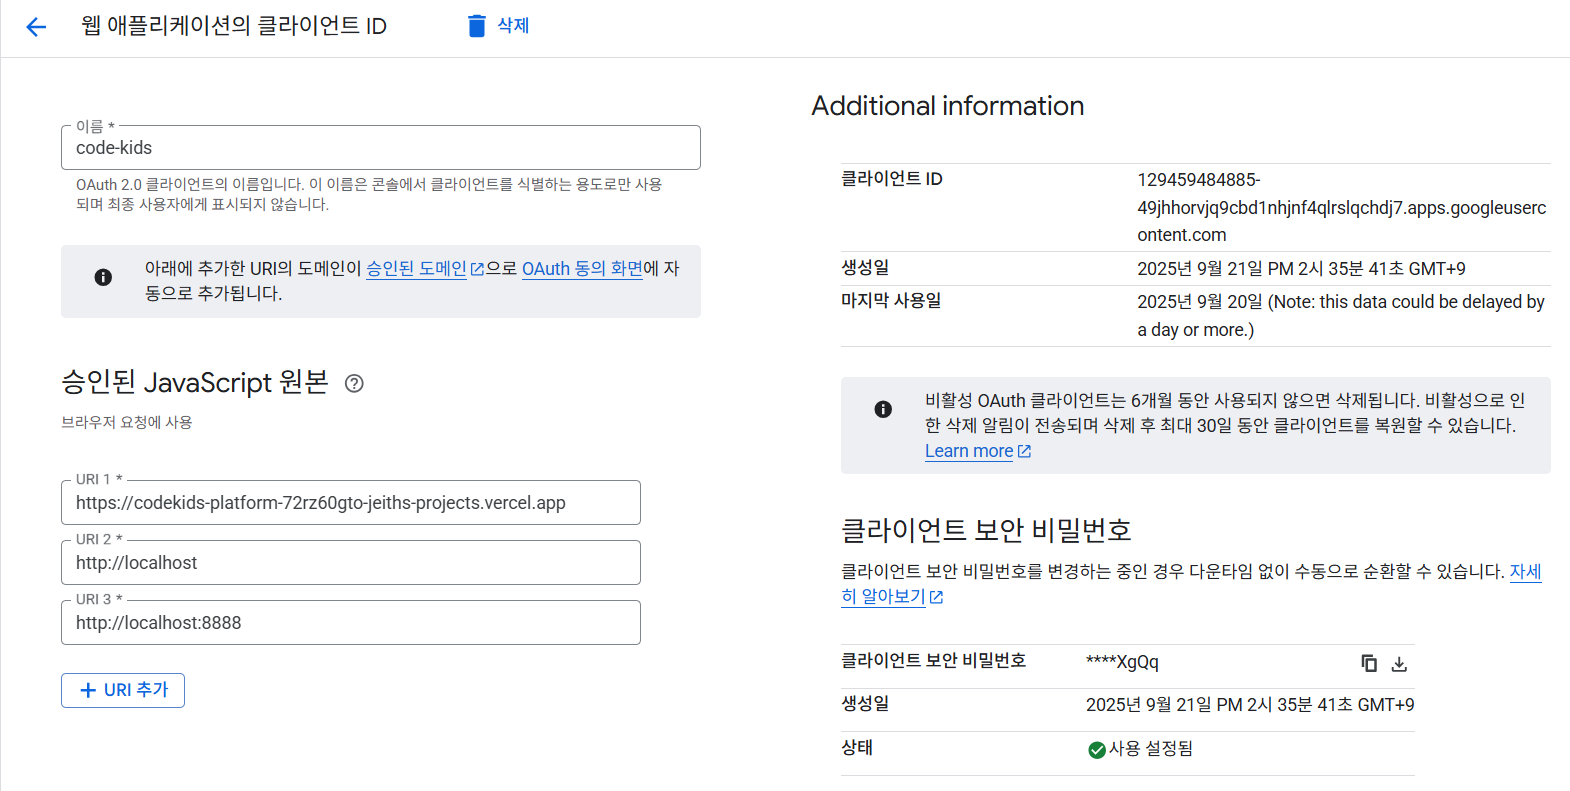 웹 애플리케이션의 클라이언트 ID
삭제
이름 *
code-kids
OAuth 2.0 클라이언트의 이름입니다. 이 이름은 콘솔에서 클라이언트를 식별하는 용도로만 사용
되며 최종 사용자에게 표시되지 않습니다.
아래에 추가한 URI의 도메인이 승인된 도메인으로 OAuth 동의 화면에 자
동으로 추가됩니다.
승인된 JavaScript 원본
브라우저 요청에 사용
URI 1 *
https://codekids-platform-72rz60gto-jeiths-projects.vercel.app
URI 2 *
http://localhost
URI 3 *
http://localhost:8888
URI 추가
Additional information
클라이언트 ID
129459484885-
49jhhorvjq9cbd1nhjnf4qlrslqchdj7.apps.googleuserc
ontent.com
생성일
2025년 9월 21일 PM 2시 35분 41초 GMT+9
마지막 사용일
2025년 9월 20일 (Note: this data could be delayed by
a day or more.)
비활성 OAuth 클라이언트는 6개월 동안 사용되지 않으면 삭제됩니다. 비활성으로 인
한 삭제 알림이 전송되며 삭제 후 최대 30일 동안 클라이언트를 복원할 수 있습니다.
Learn more
클라이언트 보안 비밀번호
클라이언트 보안 비밀번호를 변경하는 중인 경우 다운타임 없이 수동으로 순환할 수 있습니다. 자세
히 알아보기
클라이언트 보안 비밀번호
****XgQq
생성일
2025년 9월 21일 PM 2시 35분 41초 GMT+9
상태
사용 설정됨